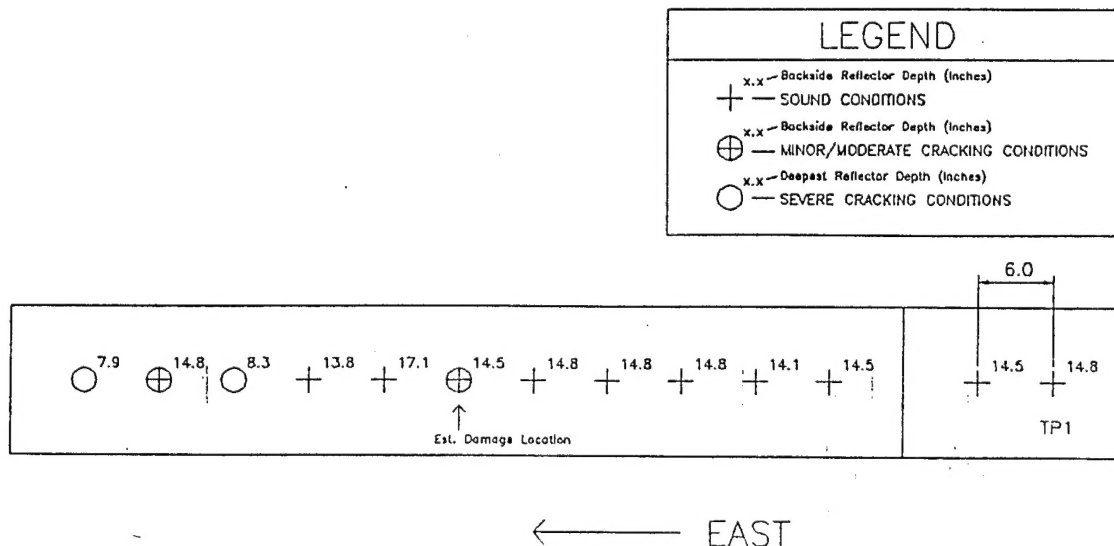 LEGEND
x.x Backside Reflector Depth (Inches)
SOUND CONDITIONS
x.x Backside Reflector Depth (Inches)
MINOR/MODERATE CRACKING CONDITIONS
x.x Deepest Reflector Depth (Inches)
SEVERE CRACKING CONDITIONS
6.0
7.9 14.8 8.3 13.8 17.1 14.5 14.8 14.8 14.8 14.1 14.5 14.5 14.8
Est. Damage Location
TP1
EAST